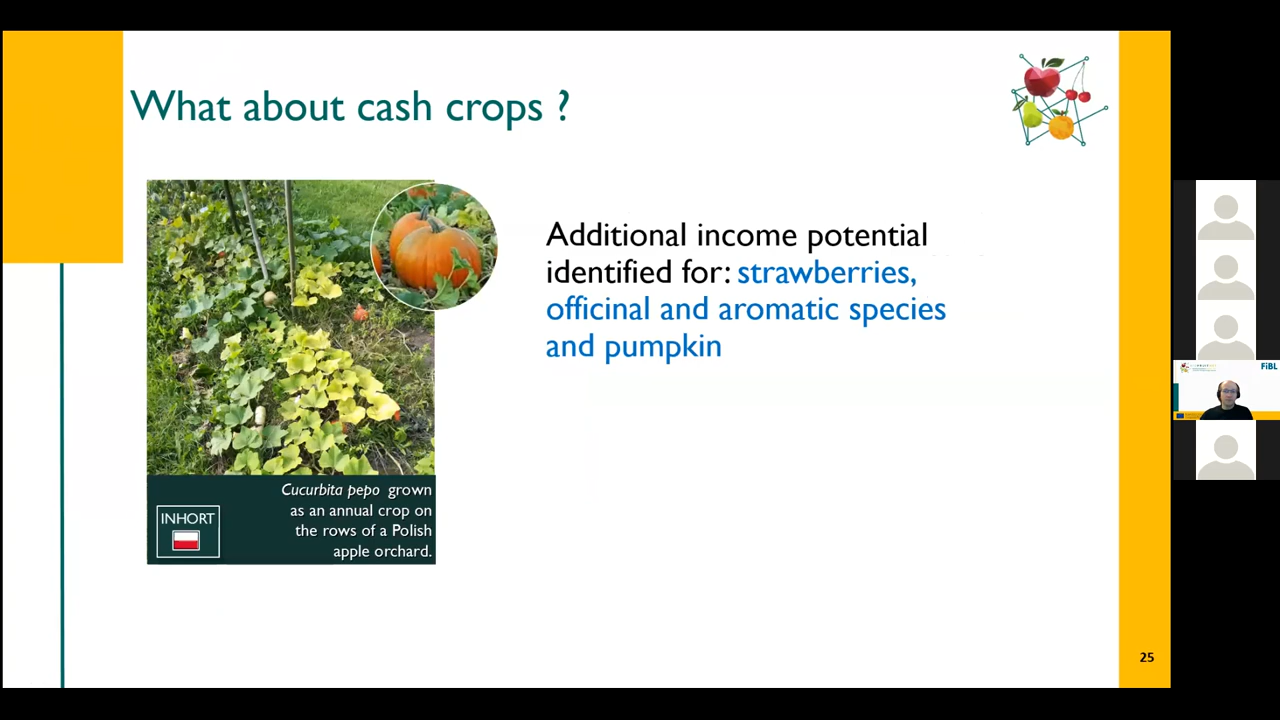 What about cash crops ?
Additional income potential
identified for: strawberries,
officinal and aromatic species
and pumpkin
Cucurbita pepo grown
as an annual crop on
the rows of a Polish
apple orchard.
INHORT
25
FiBL